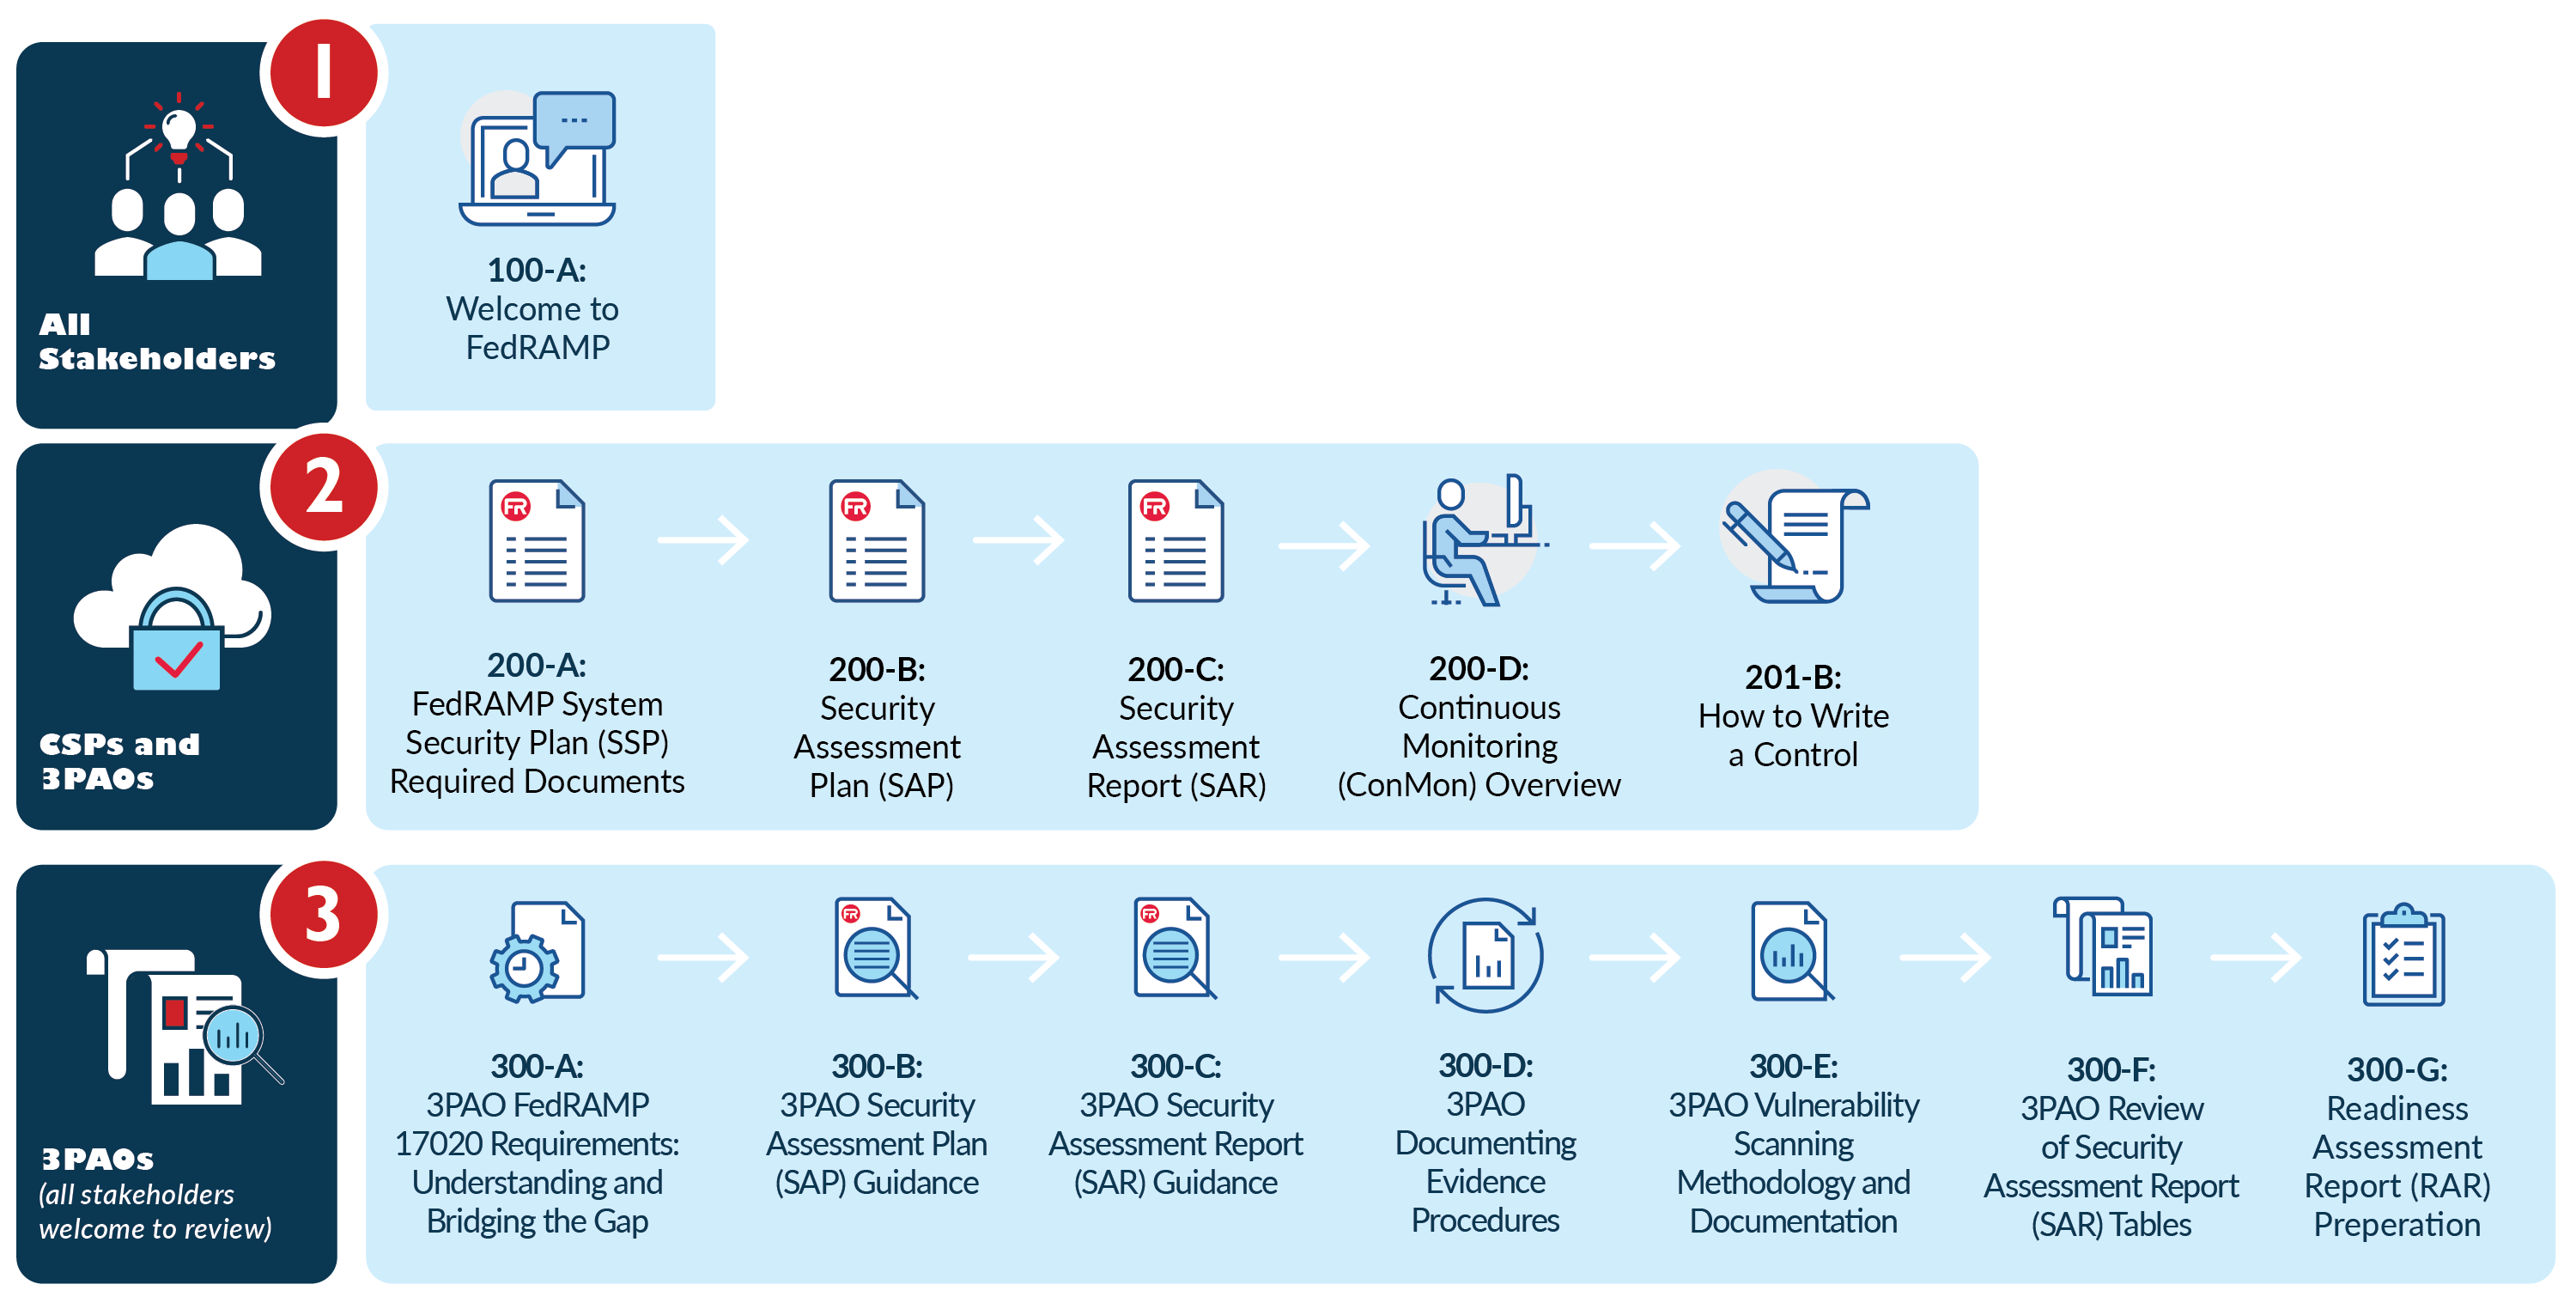 1
All
Stakeholders
100-A:
Welcome to
FedRAMP
2
CSPs and
3PAOs
FR
200-A:
FedRAMP System
Security Plan (SSP)
Required Documents
FR
200-B:
Security
Assessment
Plan (SAP)
FR
200-C:
Security
Assessment
Report (SAR)
200-D:
Continuous
Monitoring
(ConMon) Overview
201-B:
How to Write
a Control
3
3PAOs
(all stakeholders
welcome to review)
300-A:
3PAO FedRAMP
17020 Requirements:
Understanding and
Bridging the Gap
FR
300-B:
3PAO Security
Assessment Plan
(SAP) Guidance
FR
300-C:
3PAO Security
Assessment Report
(SAR) Guidance
300-D:
3PAO
Documenting
Evidence
Procedures
300-E:
3PAO Vulnerability
Scanning
Methodology and
Documentation
300-F:
3PAO Review
of Security
Assessment Report
(SAR) Tables
300-G:
Readiness
Assessment
Report (RAR)
Preperation